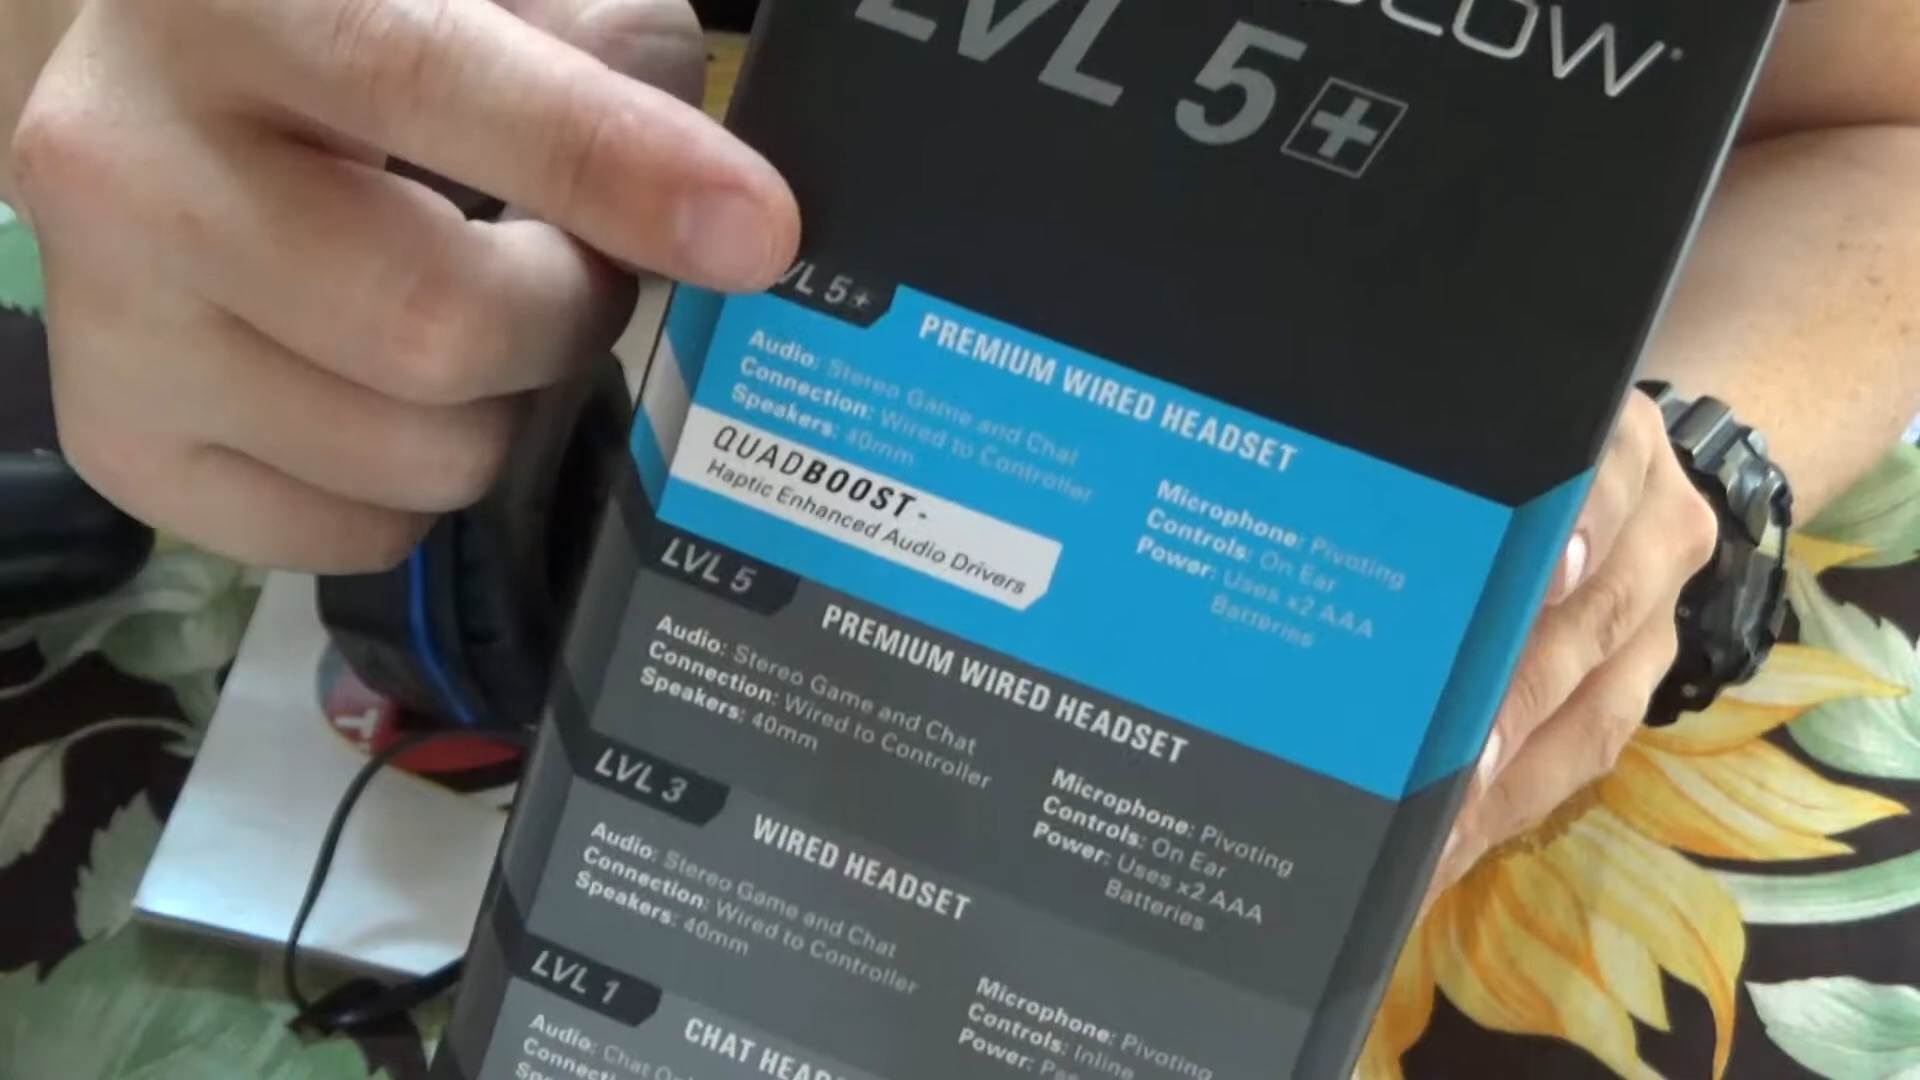 LVL 5+
VL 5+
PREMIUM WIRED HEADSET
Audio: Stereo Game and Chat
Connection: Wired to Controller
Speakers: 40mm
QUADBOOST-
Haptic Enhanced Audio Drivers
Microphone: Pivoting
Controls: On Ear
Power: Uses x2 AAA
Batteries
LVL 5
PREMIUM WIRED HEADSET
Audio: Stereo Game and Chat
Connection: Wired to Controller
Speakers: 40mm
Microphone: Pivoting
Controls: On Ear
Power: Uses x2 AAA
Batteries
LVL 3
WIRED HEADSET
Audio: Stereo Game and Chat
Connection: Wired to Controller
Speakers: 40mm
Microphone: Pivoting
Controls: Inline
Power:
LVL 1
CHAT
Audio: Chat